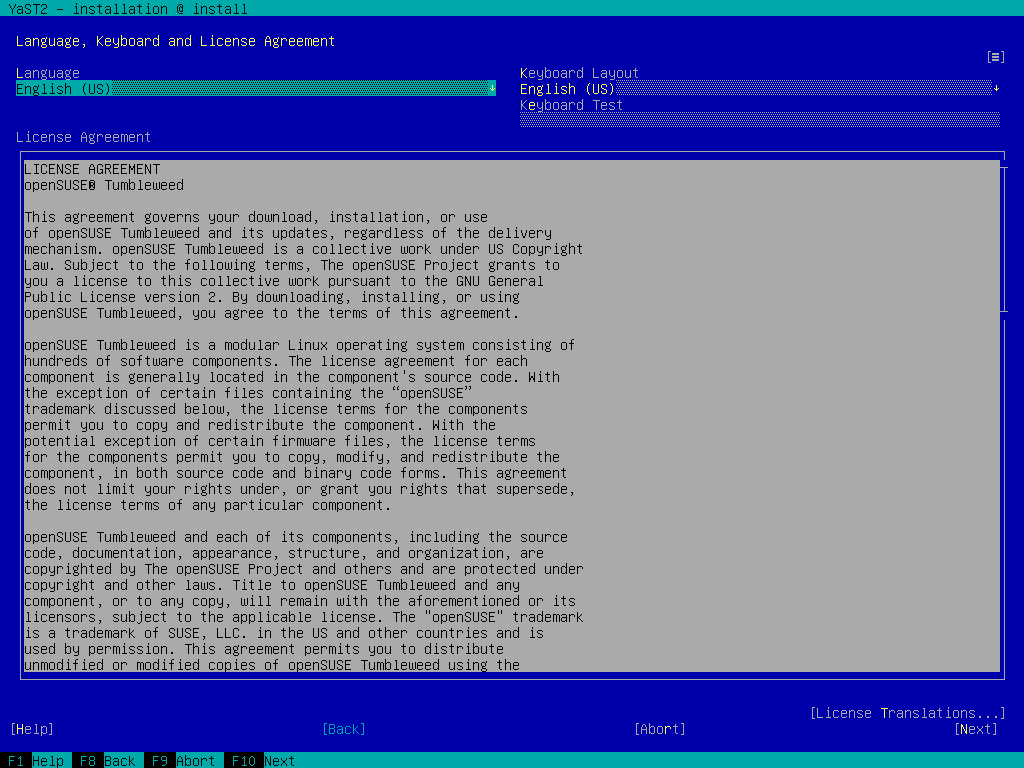 YaST2 - installation @ install
Language, Keyboard and License Agreement
[≡]
Language
English (US)
Keyboard Layout
English (US)
Keyboard Test
License Agreement
LICENSE AGREEMENT
openSUSE® Tumbleweed
This agreement governs your download, installation, or use
of openSUSE Tumbleweed and its updates, regardless of the delivery
mechanism. openSUSE Tumbleweed is a collective work under US Copyright
Law. Subject to the following terms, The openSUSE Project grants to
you a license to this collective work pursuant to the GNU General
Public License version 2. By downloading, installing, or using
openSUSE Tumbleweed, you agree to the terms of this agreement.
openSUSE Tumbleweed is a modular Linux operating system consisting of
hundreds of software components. The license agreement for each
component is generally located in the component's source code. With
the exception of certain files containing the “openSUSE”
trademark discussed below, the license terms for the components
permit you to copy and redistribute the component. With the
potential exception of certain firmware files, the license terms
for the components permit you to copy, modify, and redistribute the
component, in both source code and binary code forms. This agreement
does not limit your rights under, or grant you rights that supersede,
the license terms of any particular component.
openSUSE Tumbleweed and each of its components, including the source
code, documentation, appearance, structure, and organization, are
copyrighted by The openSUSE Project and others and are protected under
copyright and other laws. Title to openSUSE Tumbleweed and any
component, or to any copy, will remain with the aforementioned or its
licensors, subject to the applicable license. The "openSUSE" trademark
is a trademark of SUSE, LLC. in the US and other countries and is
used by permission. This agreement permits you to distribute
unmodified or modified copies of openSUSE Tumbleweed using the
[License Translations...]
[Help] [Back] [Abort] [Next]
F1 Help F8 Back F9 Abort F10 Next